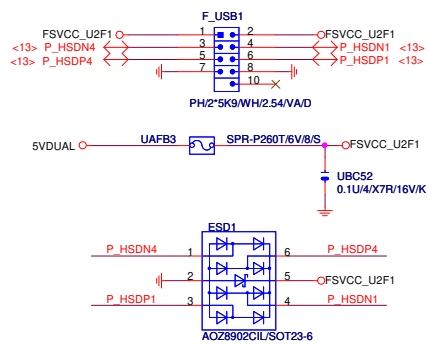 F_USB1
FSVCC_U2F1 1 2 FSVCC_U2F1
<13> P_HSDN4 3 4 P_HSDN1 <13>
<13> P_HSDP4 5 6 P_HSDP1 <13>
7 8
10
PH/2*5K9/WH/2.54/VA/D
UAFB3 SPR-P260T/6V/8/S
5VDUAL FSVCC_U2F1
UBC52
0.1U/4/X7R/16V/K
ESD1
P_HSDN4 1 6 P_HSDP4
2 5 FSVCC_U2F1
P_HSDP1 3 4 P_HSDN1
AOZ8902CIL/SOT23-6